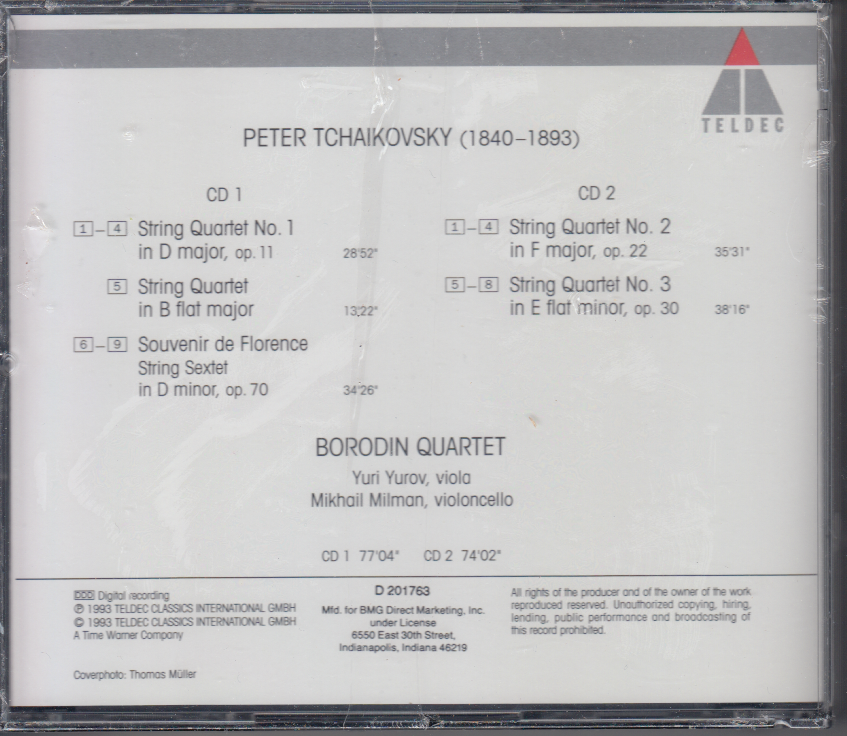 TELDEC
PETER TCHAIKOVSKY (1840–1893)
CD 1
1–4 String Quartet No. 1
in D major, op. 11 28'52"
5 String Quartet
in B flat major 13'22"
6–9 Souvenir de Florence
String Sextet
in D minor, op. 70 34'26"
CD 2
1–4 String Quartet No. 2
in F major, op. 22 35'31"
5–8 String Quartet No. 3
in E flat minor, op. 30 38'16"
BORODIN QUARTET
Yuri Yurov, viola
Mikhail Milman, violoncello
CD 1 77'04" CD 2 74'02"
DDD Digital recording
℗ 1993 TELDEC CLASSICS INTERNATIONAL GMBH
© 1993 TELDEC CLASSICS INTERNATIONAL GMBH
A Time Warner Company
Coverphoto: Thomas Müller
D 201763
Mfd. for BMG Direct Marketing, Inc.
under License
6550 East 30th Street,
Indianapolis, Indiana 46219
All rights of the producer and of the owner of the work
reproduced reserved. Unauthorized copying, hiring,
lending, public performance and broadcasting of
this record prohibited.